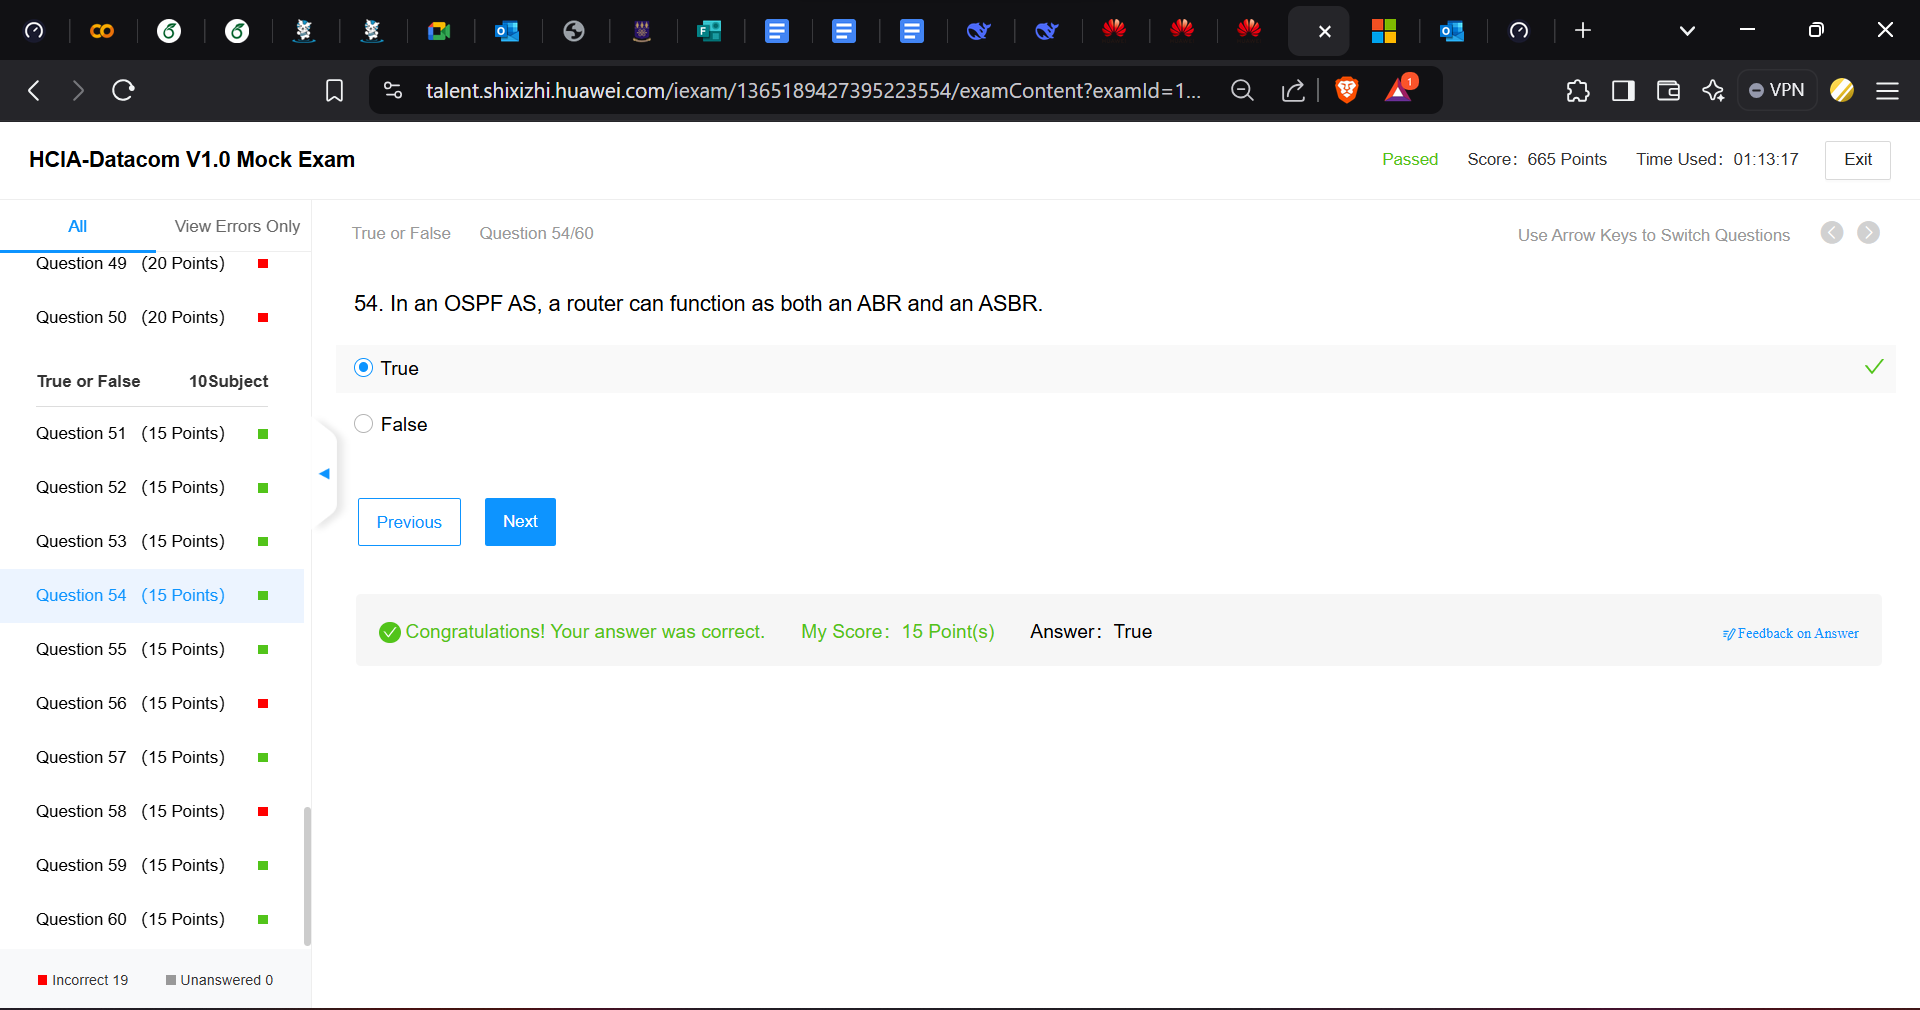 talent.shixizhi.huawei.com/iexam/1365189427395223554/examContent?examId=1...
1
VPN
HCIA-Datacom V1.0 Mock Exam
Passed
Score: 665 Points
Time Used: 01:13:17
Exit
All
View Errors Only
True or False
Question 54/60
Use Arrow Keys to Switch Questions
Question 49 (20 Points)
Question 50 (20 Points)
True or False 10Subject
Question 51 (15 Points)
Question 52 (15 Points)
Question 53 (15 Points)
Question 54 (15 Points)
Question 55 (15 Points)
Question 56 (15 Points)
Question 57 (15 Points)
Question 58 (15 Points)
Question 59 (15 Points)
Question 60 (15 Points)
Incorrect 19
Unanswered 0
54. In an OSPF AS, a router can function as both an ABR and an ASBR.
True
False
Previous
Next
Congratulations! Your answer was correct.
My Score: 15 Point(s)
Answer: True
Feedback on Answer